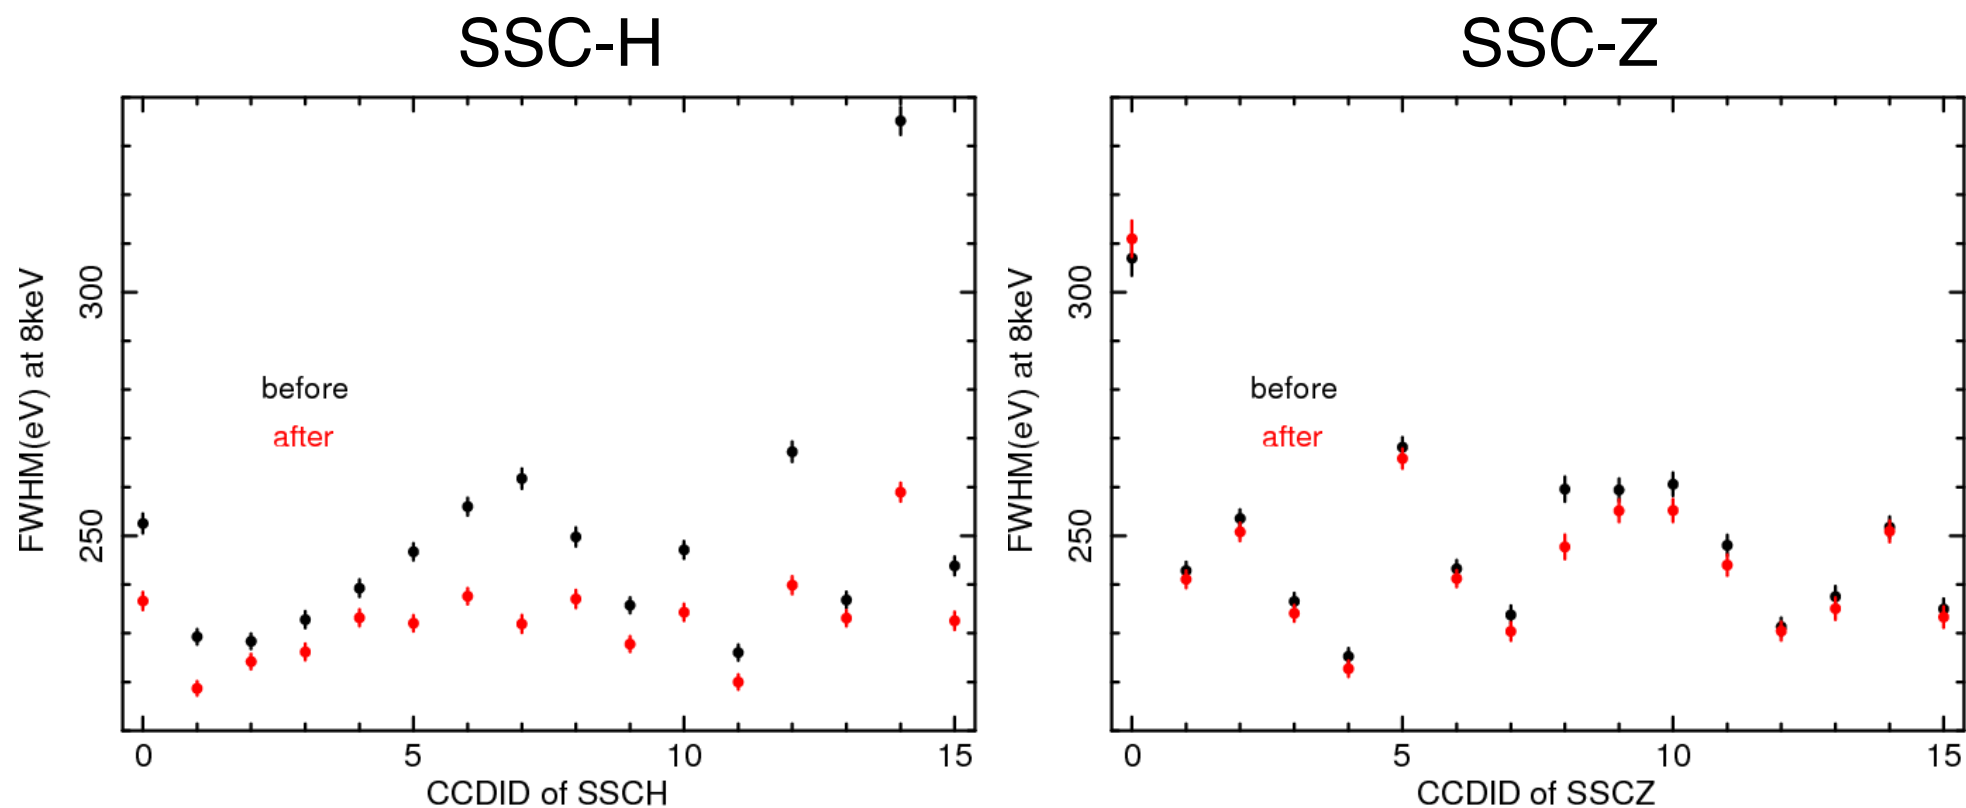 SSC-H
FWHM(eV) at 8keV
300
250
before
after
0 5 10 15
CCDID of SSCH
SSC-Z
FWHM(eV) at 8keV
300
250
before
after
0 5 10 15
CCDID of SSCZ